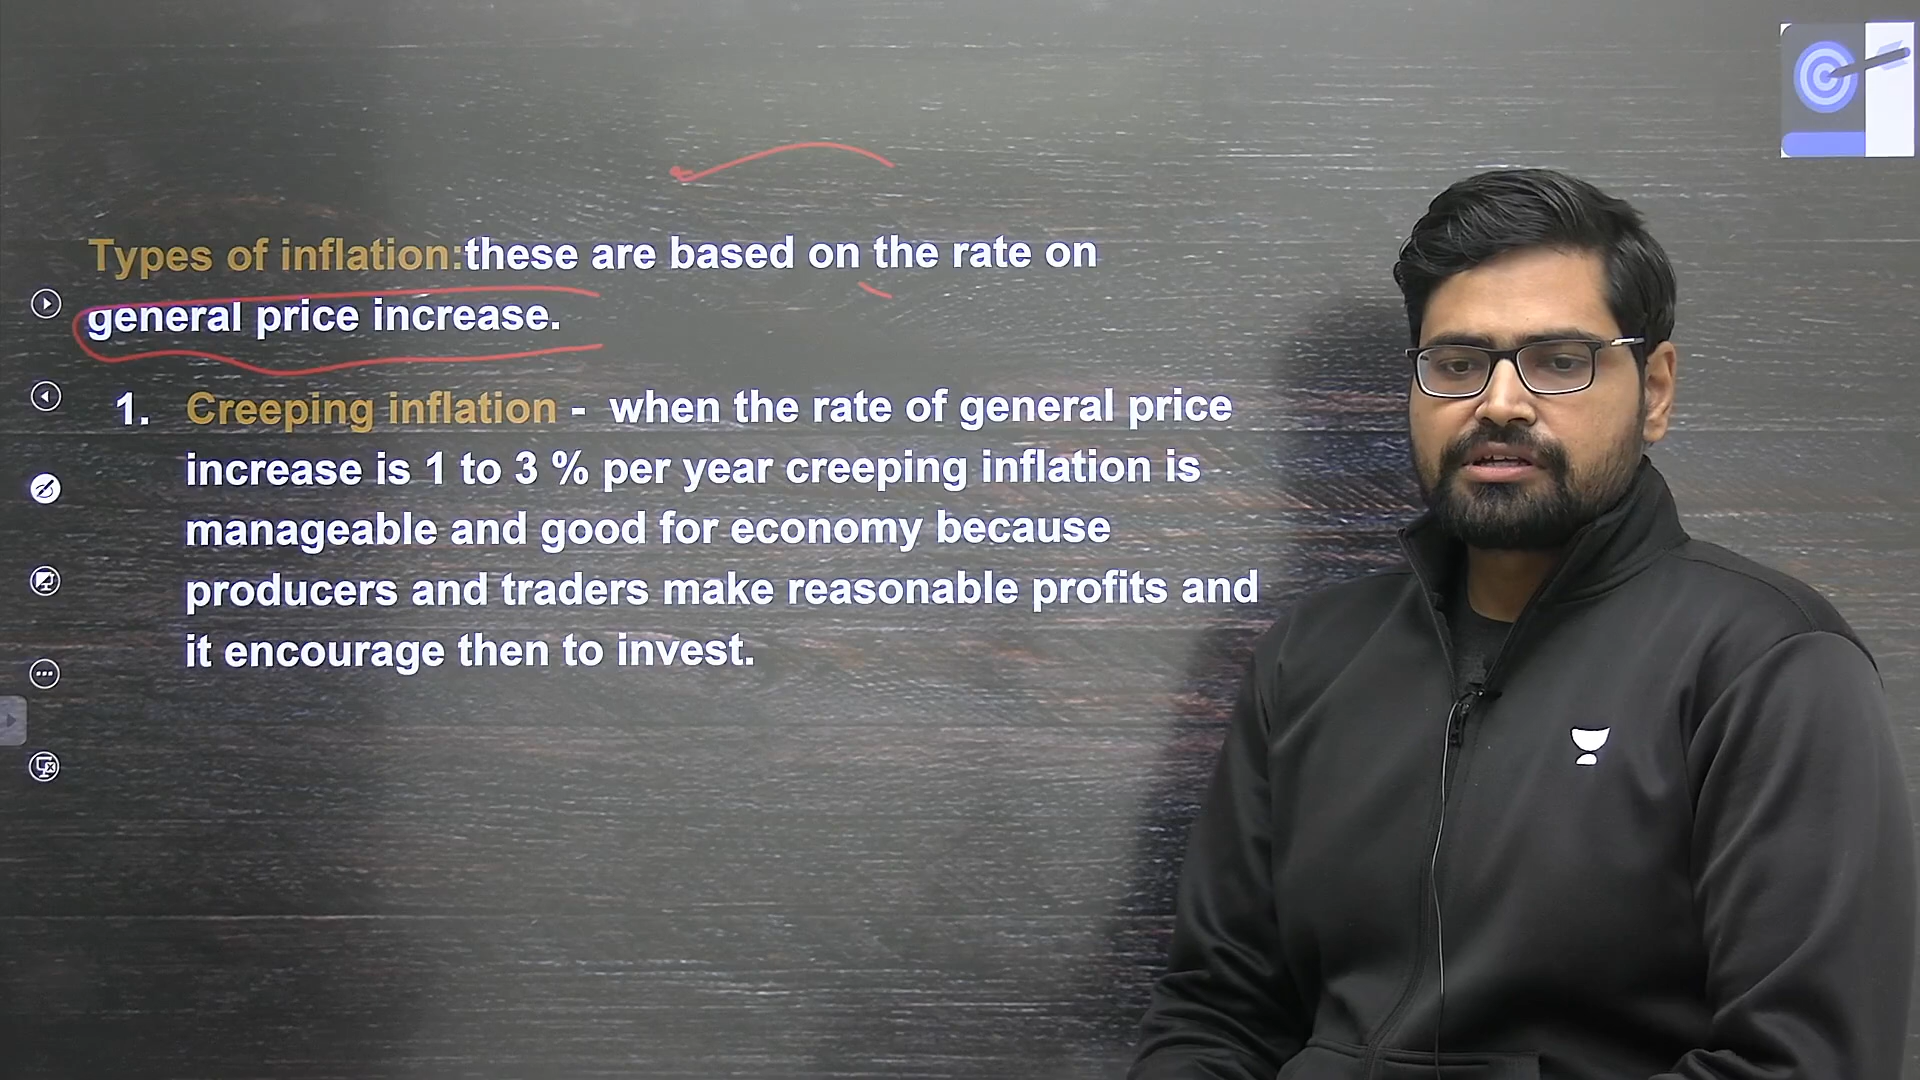 Types of inflation:these are based on the rate on
general price increase.
1. Creeping inflation - when the rate of general price
increase is 1 to 3 % per year creeping inflation is
manageable and good for economy because
producers and traders make reasonable profits and
it encourage then to invest.